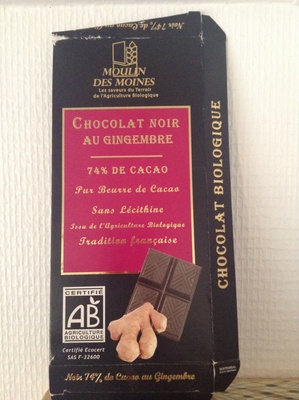 MOULIN
DES MOINES
Les saveurs du Terroir
de l'Agriculture Biologique
CHOCOLAT NOIR
AU GINGEMBRE
74% DE CACAO
Pur Beurre de Cacao
Sans Lécithine
Issu de l'Agriculture Biologique
Tradition française
CERTIFIÉ
AB
AGRICULTURE
BIOLOGIQUE
Certifié Ecocert
SAS F-32600
Noir 74% de Cacao au Gingembre
CHOCOLAT BIOLOGIQUE
Noir 74% de Cacao